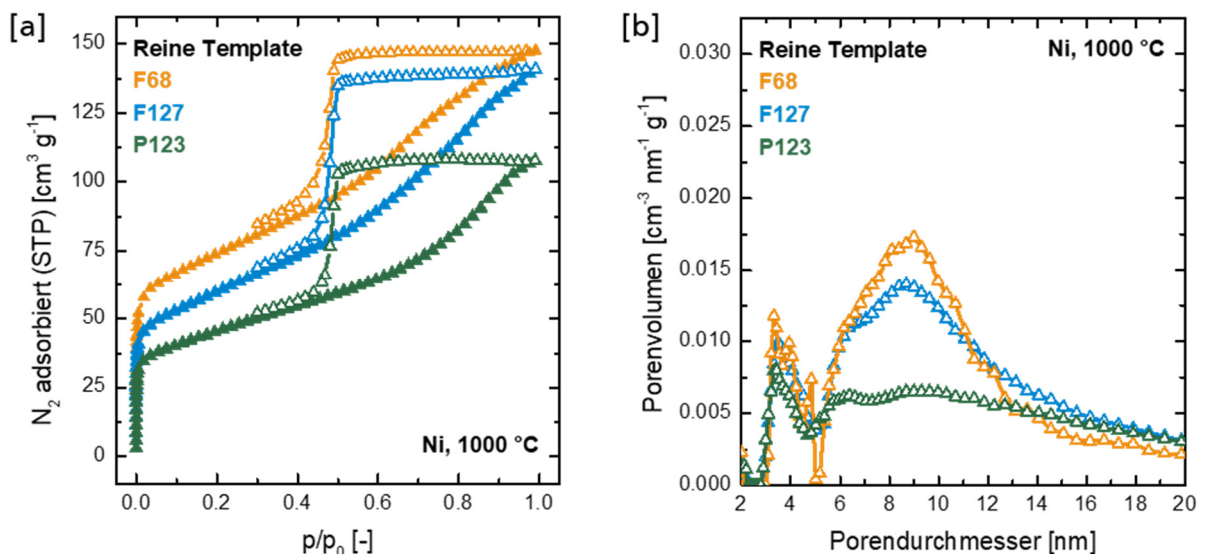 [a]
Reine Template
F68
F127
P123
Ni, 1000 °C
N2 adsorbiert (STP) [cm3 g-1]
150
125
100
75
50
25
0
0.0 0.2 0.4 0.6 0.8 1.0
p/p0 [-]
[b]
Reine Template Ni, 1000 °C
F68
F127
P123
Porenvolumen [cm-3 nm-1 g-1]
0.030
0.025
0.020
0.015
0.010
0.005
0.000
2 4 6 8 10 12 14 16 18 20
Porendurchmesser [nm]